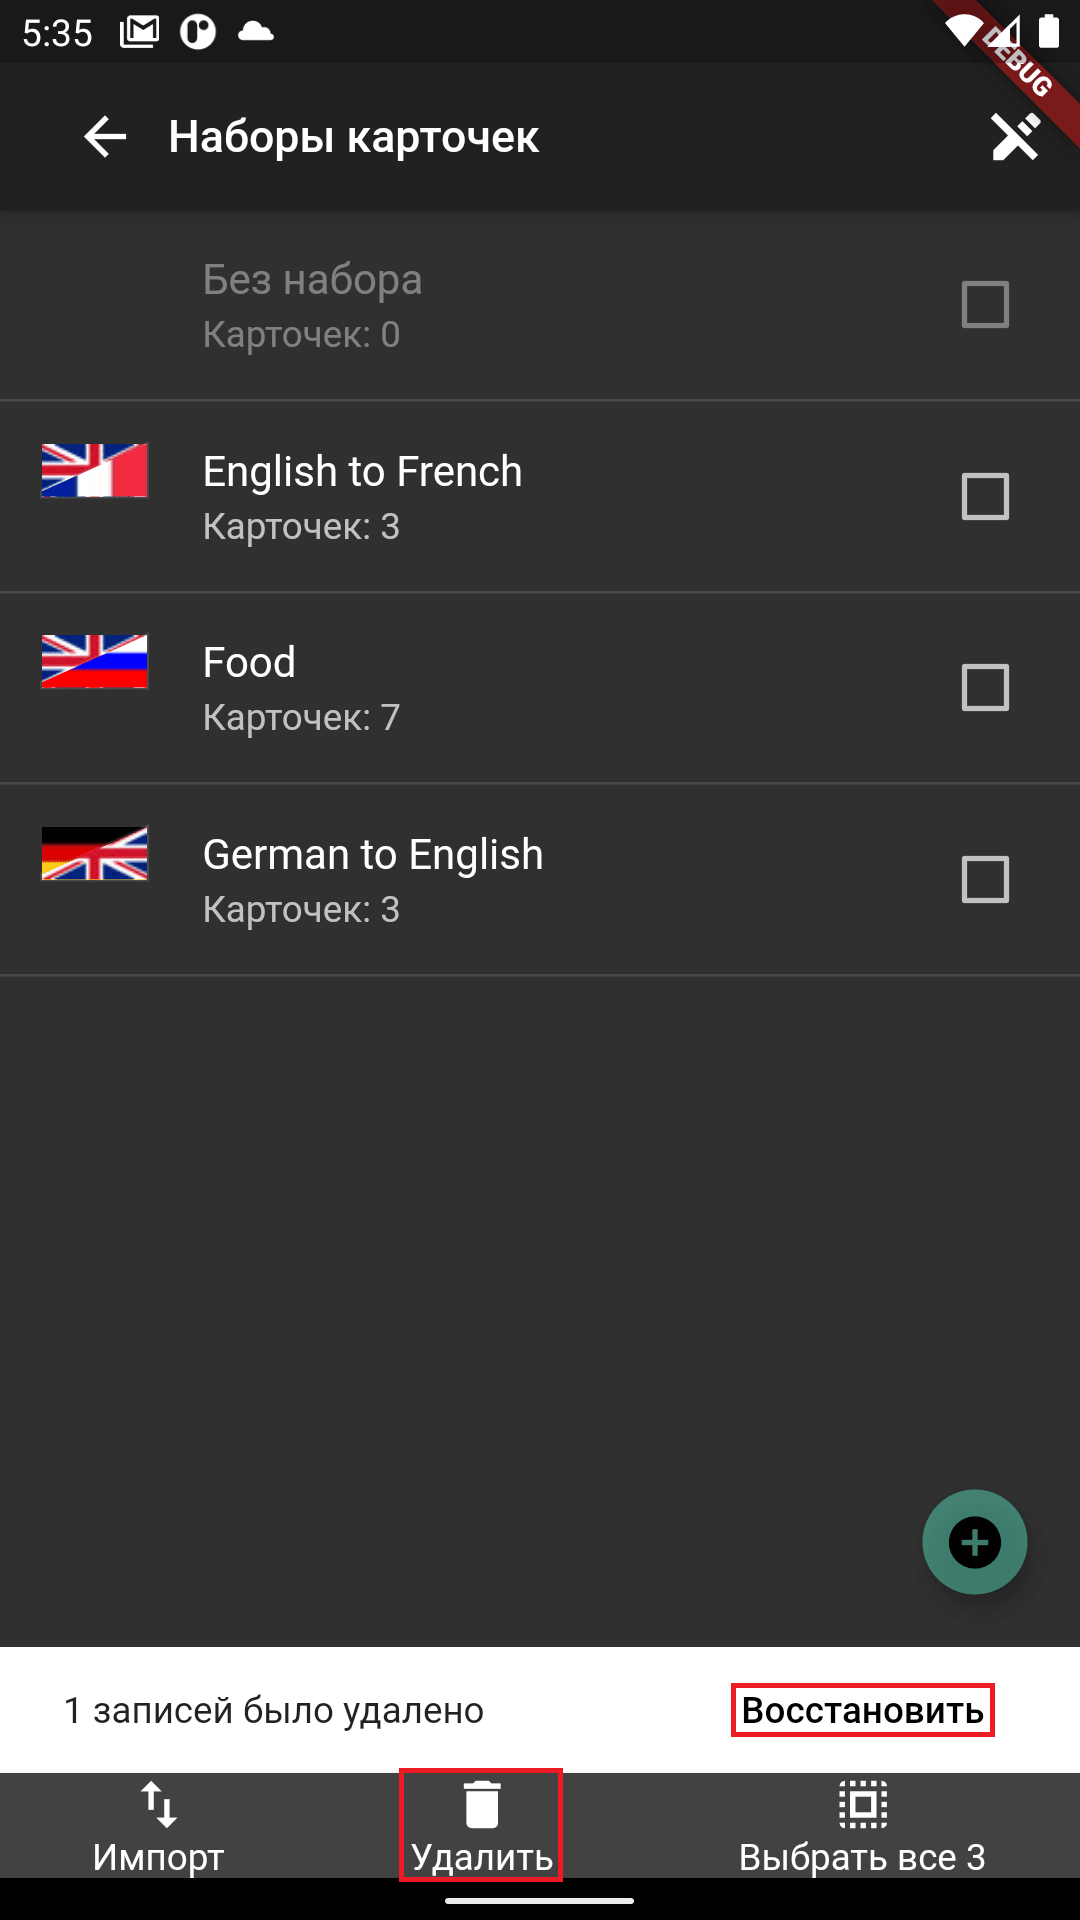 5:35
DEBUG
Наборы карточек
Без набора
Карточек: 0
English to French
Карточек: 3
Food
Карточек: 7
German to English
Карточек: 3
1 записей было удалено
Восстановить
Импорт
Удалить
Выбрать все 3